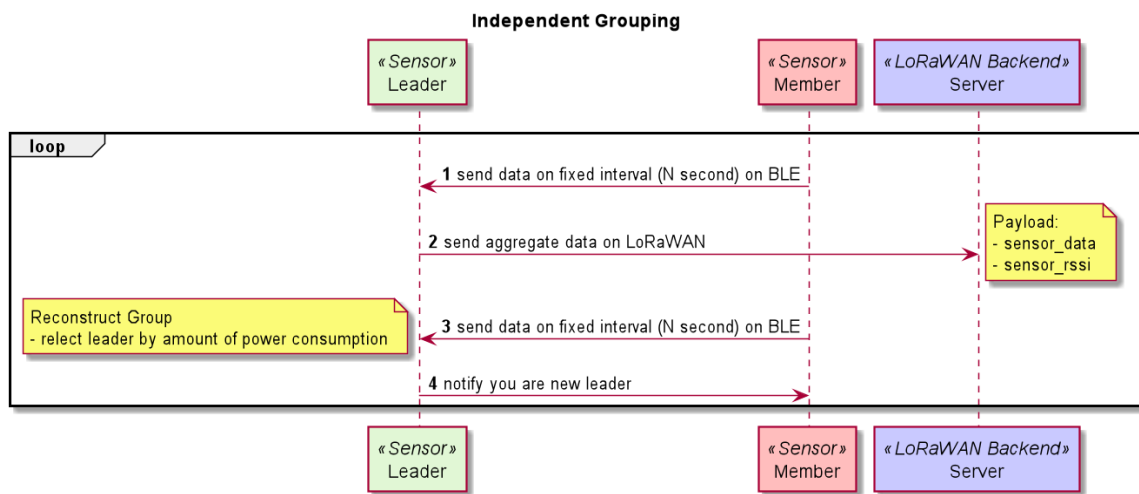 Independent Grouping
«Sensor»
Leader
«Sensor»
Member
«LoRaWAN Backend»
Server
loop
1 send data on fixed interval (N second) on BLE
2 send aggregate data on LoRaWAN
Payload:
- sensor_data
- sensor_rssi
Reconstruct Group
- relect leader by amount of power consumption
3 send data on fixed interval (N second) on BLE
4 notify you are new leader
«Sensor»
Leader
«Sensor»
Member
«LoRaWAN Backend»
Server